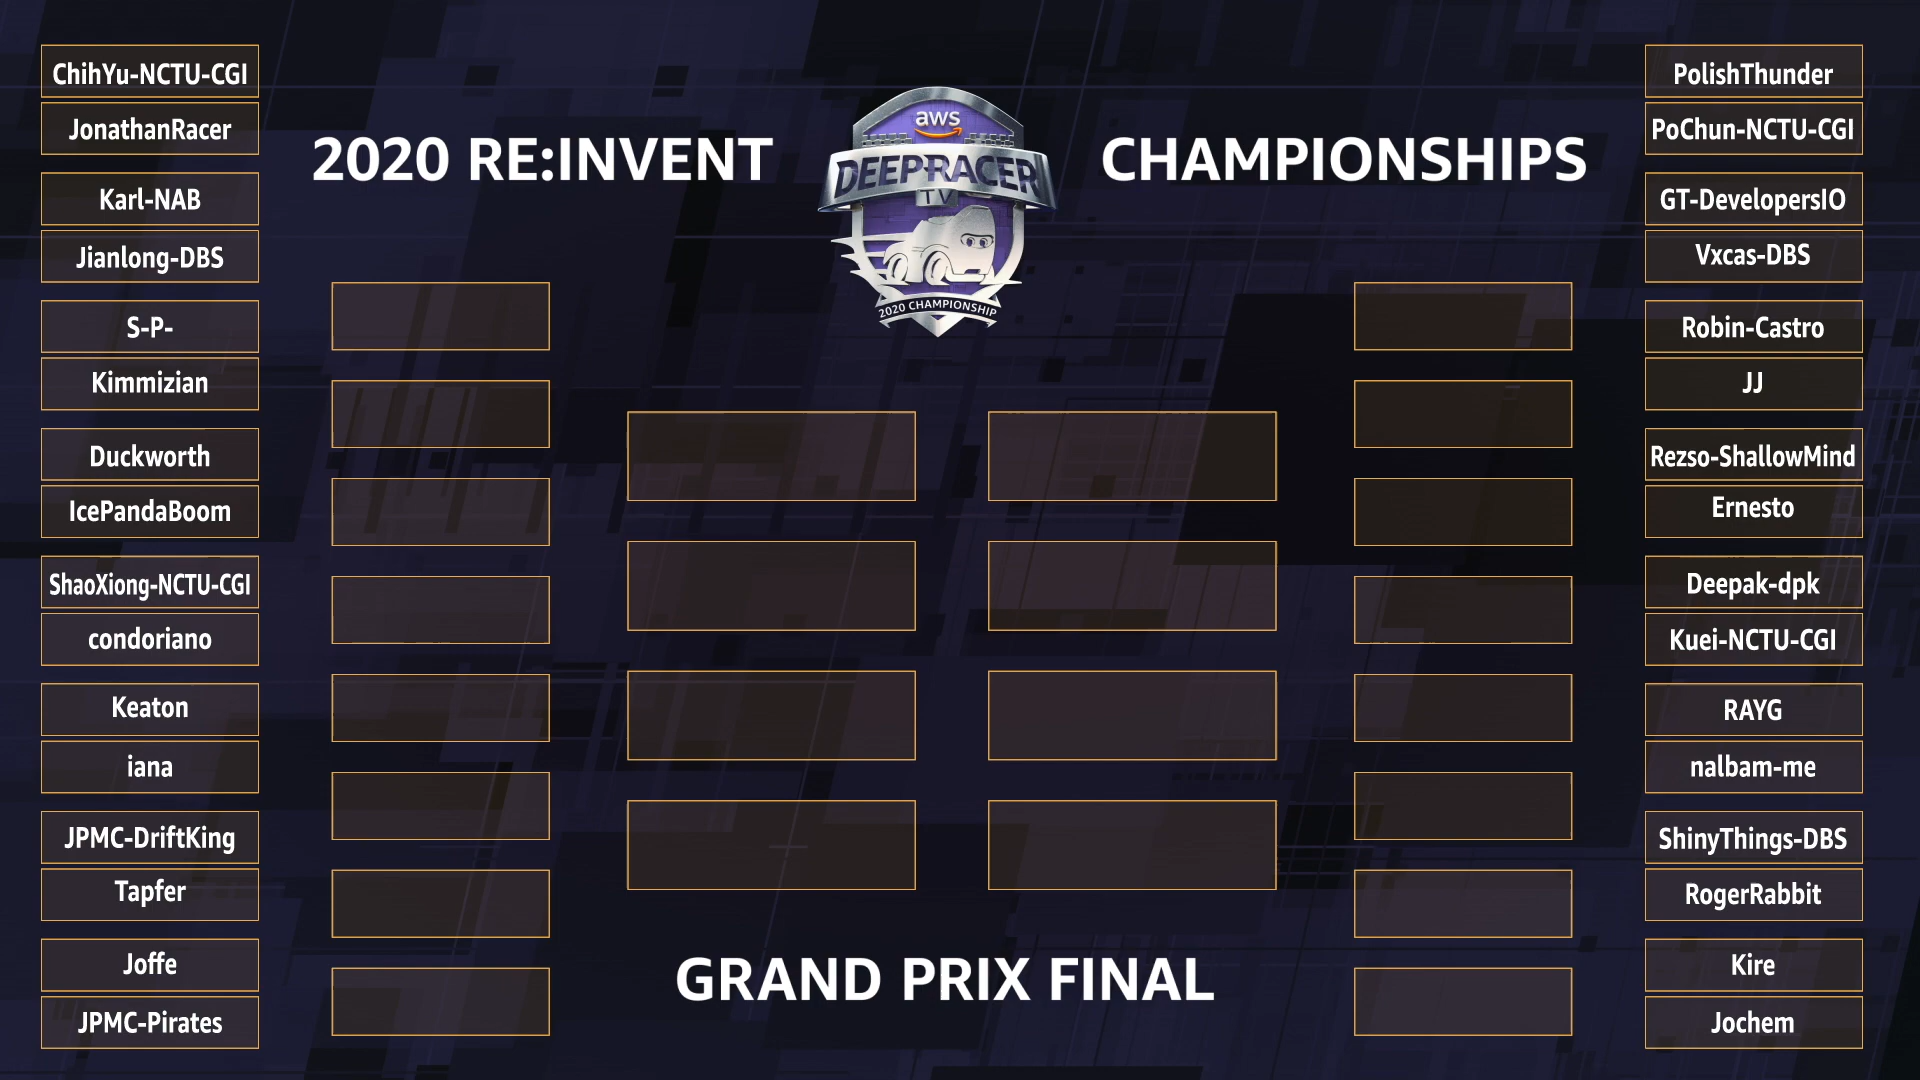 ChihYu-NCTU-CGI
JonathanRacer
Karl-NAB
Jianlong-DBS
S-P-
Kimmizian
Duckworth
IcePandaBoom
ShaoXiong-NCTU-CGI
condoriano
Keaton
iana
JPMC-DriftKing
Tapfer
Joffe
JPMC-Pirates
2020 RE:INVENT
aws
DEEPRACER
TV
2020 CHAMPIONSHIP
CHAMPIONSHIPS
GRAND PRIX FINAL
PolishThunder
PoChun-NCTU-CGI
GT-DevelopersIO
Vxcas-DBS
Robin-Castro
JJ
Rezso-ShallowMind
Ernesto
Deepak-dpk
Kuei-NCTU-CGI
RAYG
nalbam-me
ShinyThings-DBS
RogerRabbit
Kire
Jochem